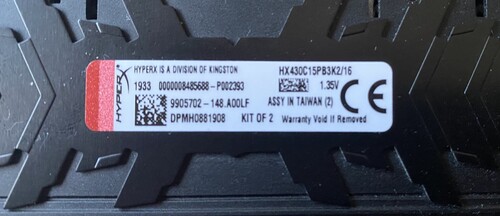 HYPERX
HYPERX IS A DIVISION OF KINGSTON
HX430C15PB3K2/16
1933 0000008485688-P002393
1.35V
9905702-148.A00LF
ASSY IN TAIWAN (2)
DPMH0881908
KIT OF 2
Warranty Void If Removed